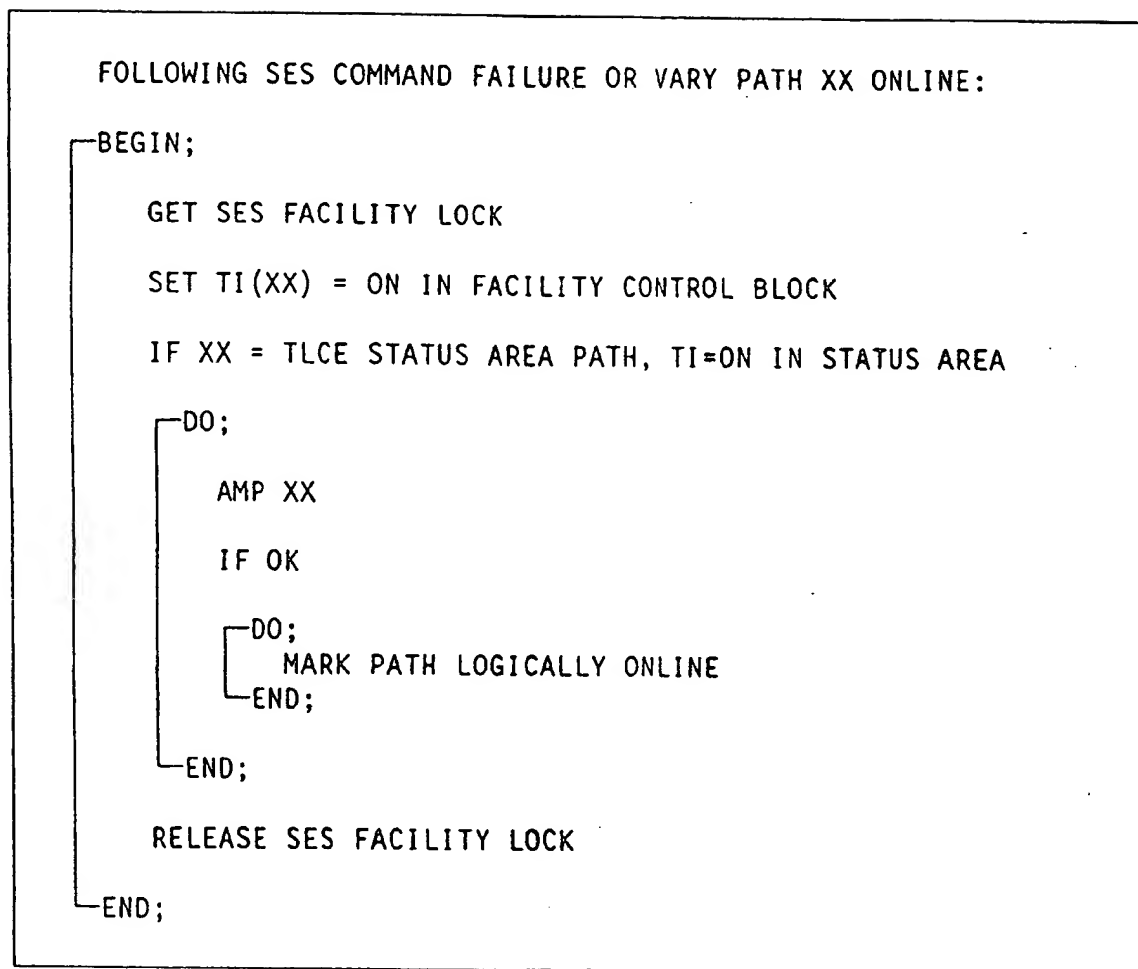 FOLLOWING SES COMMAND FAILURE OR VARY PATH XX ONLINE:
BEGIN;
GET SES FACILITY LOCK
SET TI(XX) = ON IN FACILITY CONTROL BLOCK
IF XX = TLCE STATUS AREA PATH, TI=ON IN STATUS AREA
DO;
AMP XX
IF OK
DO;
MARK PATH LOGICALLY ONLINE
END;
END;
RELEASE SES FACILITY LOCK
END;